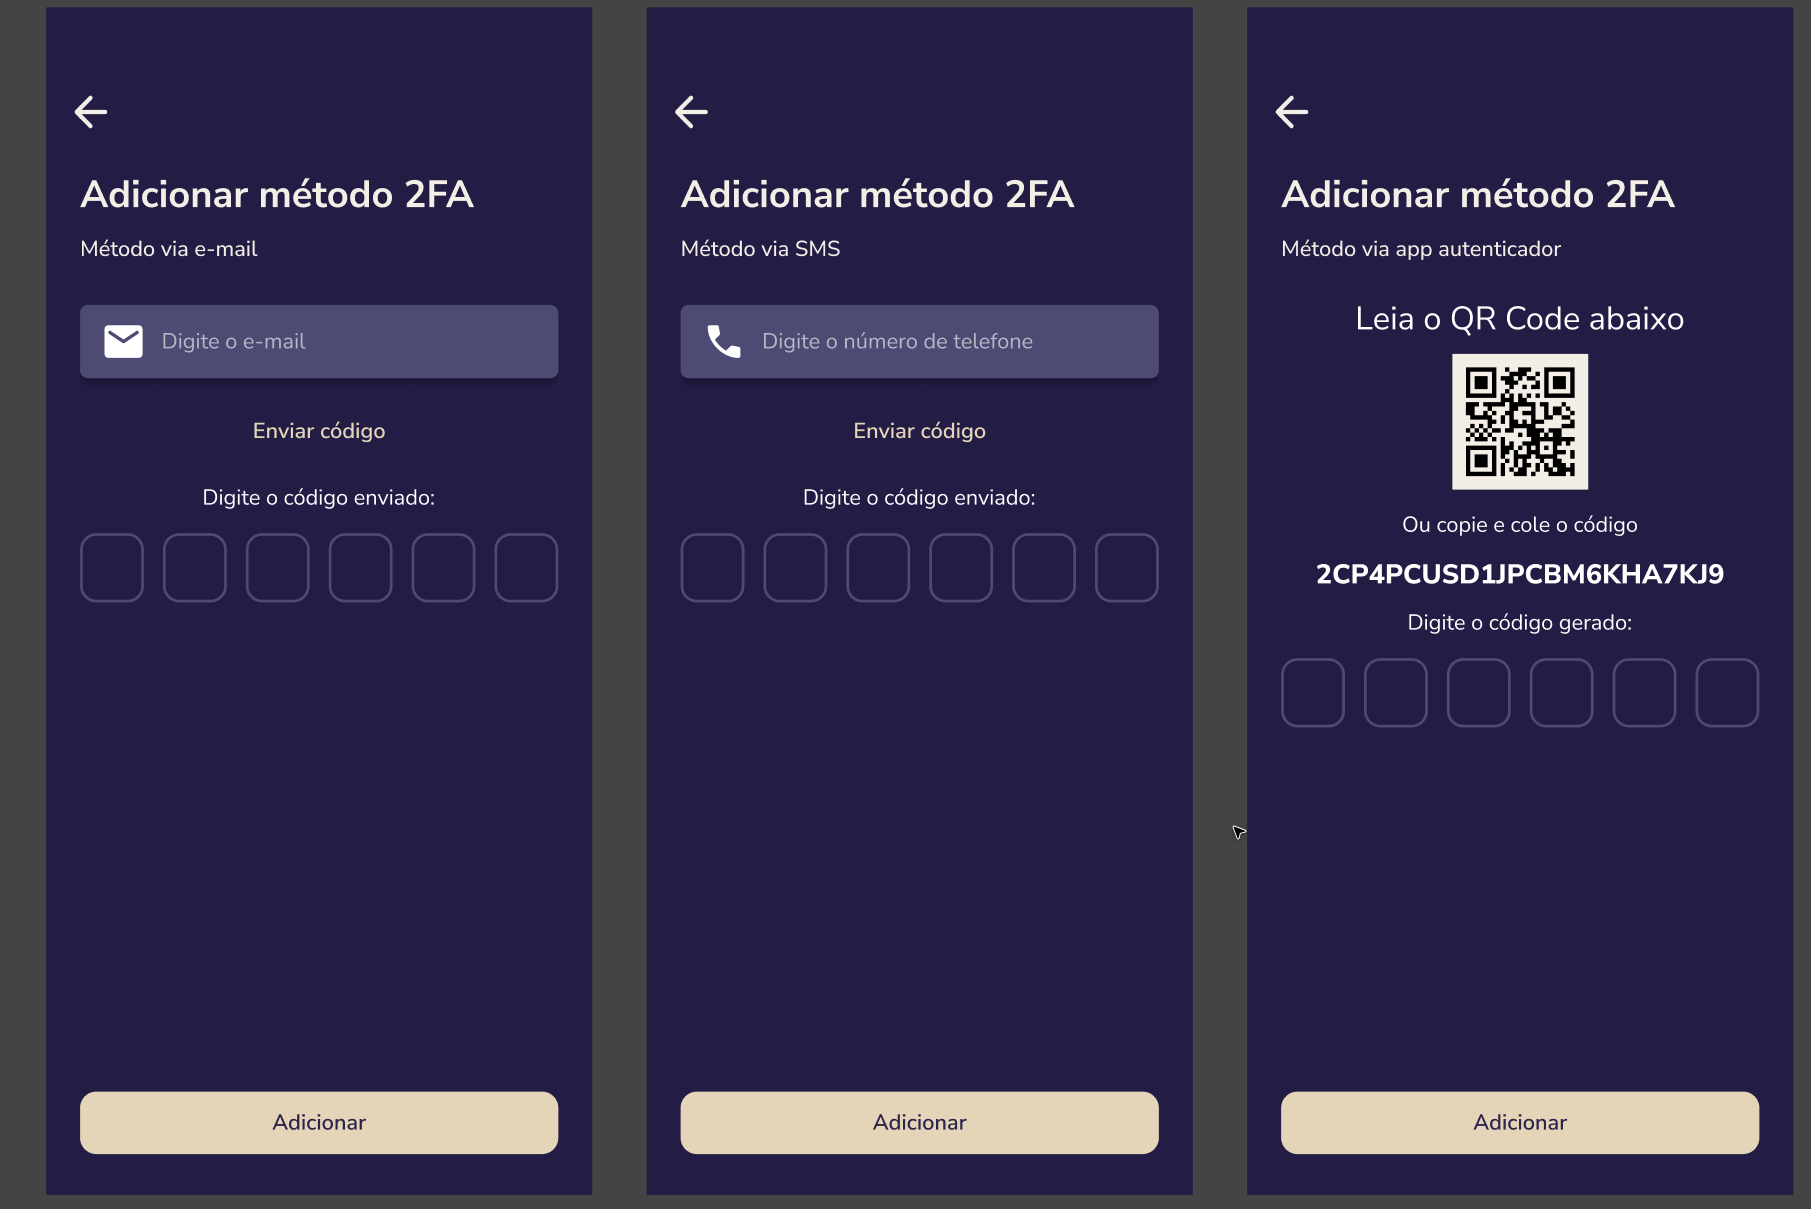 Adicionar método 2FA
Método via e-mail
Digite o e-mail
Enviar código
Digite o código enviado:
Adicionar
Adicionar método 2FA
Método via SMS
Digite o número de telefone
Enviar código
Digite o código enviado:
Adicionar
Adicionar método 2FA
Método via app autenticador
Leia o QR Code abaixo
Ou copie e cole o código
2CP4PCUSD1JPCBM6KHA7KJ9
Digite o código gerado:
Adicionar